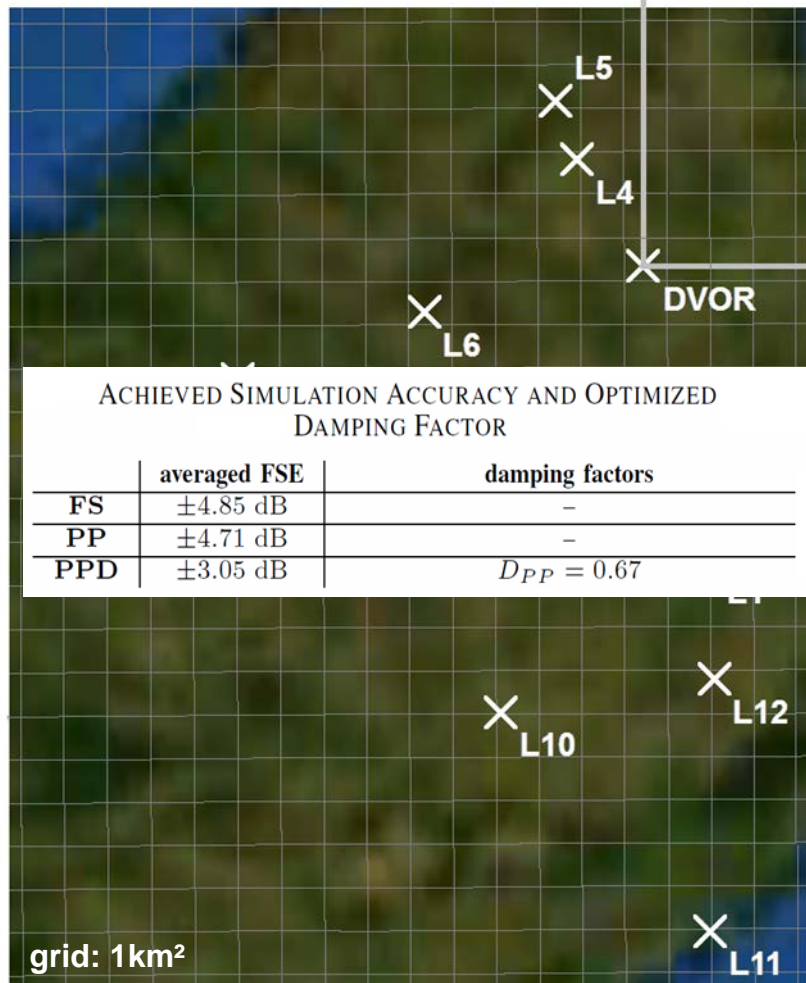 L5
L4
DVOR
L6
ACHIEVED SIMULATION ACCURACY AND OPTIMIZED
DAMPING FACTOR
averaged FSE damping factors
FS ±4.85 dB –
PP ±4.71 dB –
PPD ±3.05 dB D_PP = 0.67
L12
L10
grid: 1km²
L11